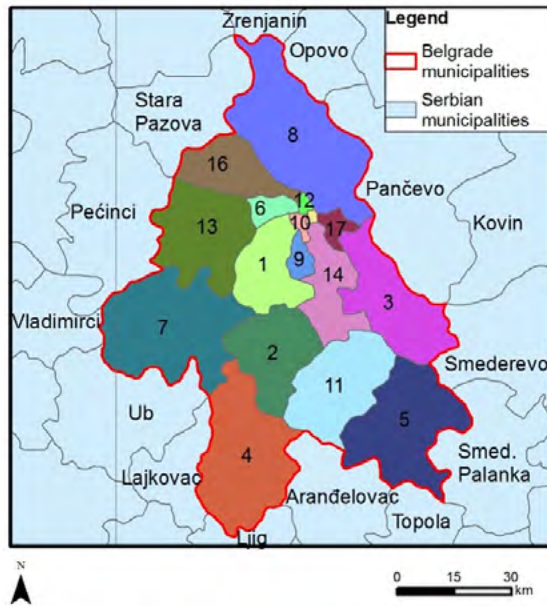 Zrenjanin
Opovo
Legend
Belgrade
municipalities
Serbian
municipalities
Stara
Pazova
8
16
Pančevo
Pećinci
6
12
10
17
Kovin
13
1
9
14
3
Vladimirci
7
2
Smederevo
11
Ub
5
4
Smed.
Palanka
Lajkovac
Aranđelovac
Topola
Ljig
N
0 15 30
km